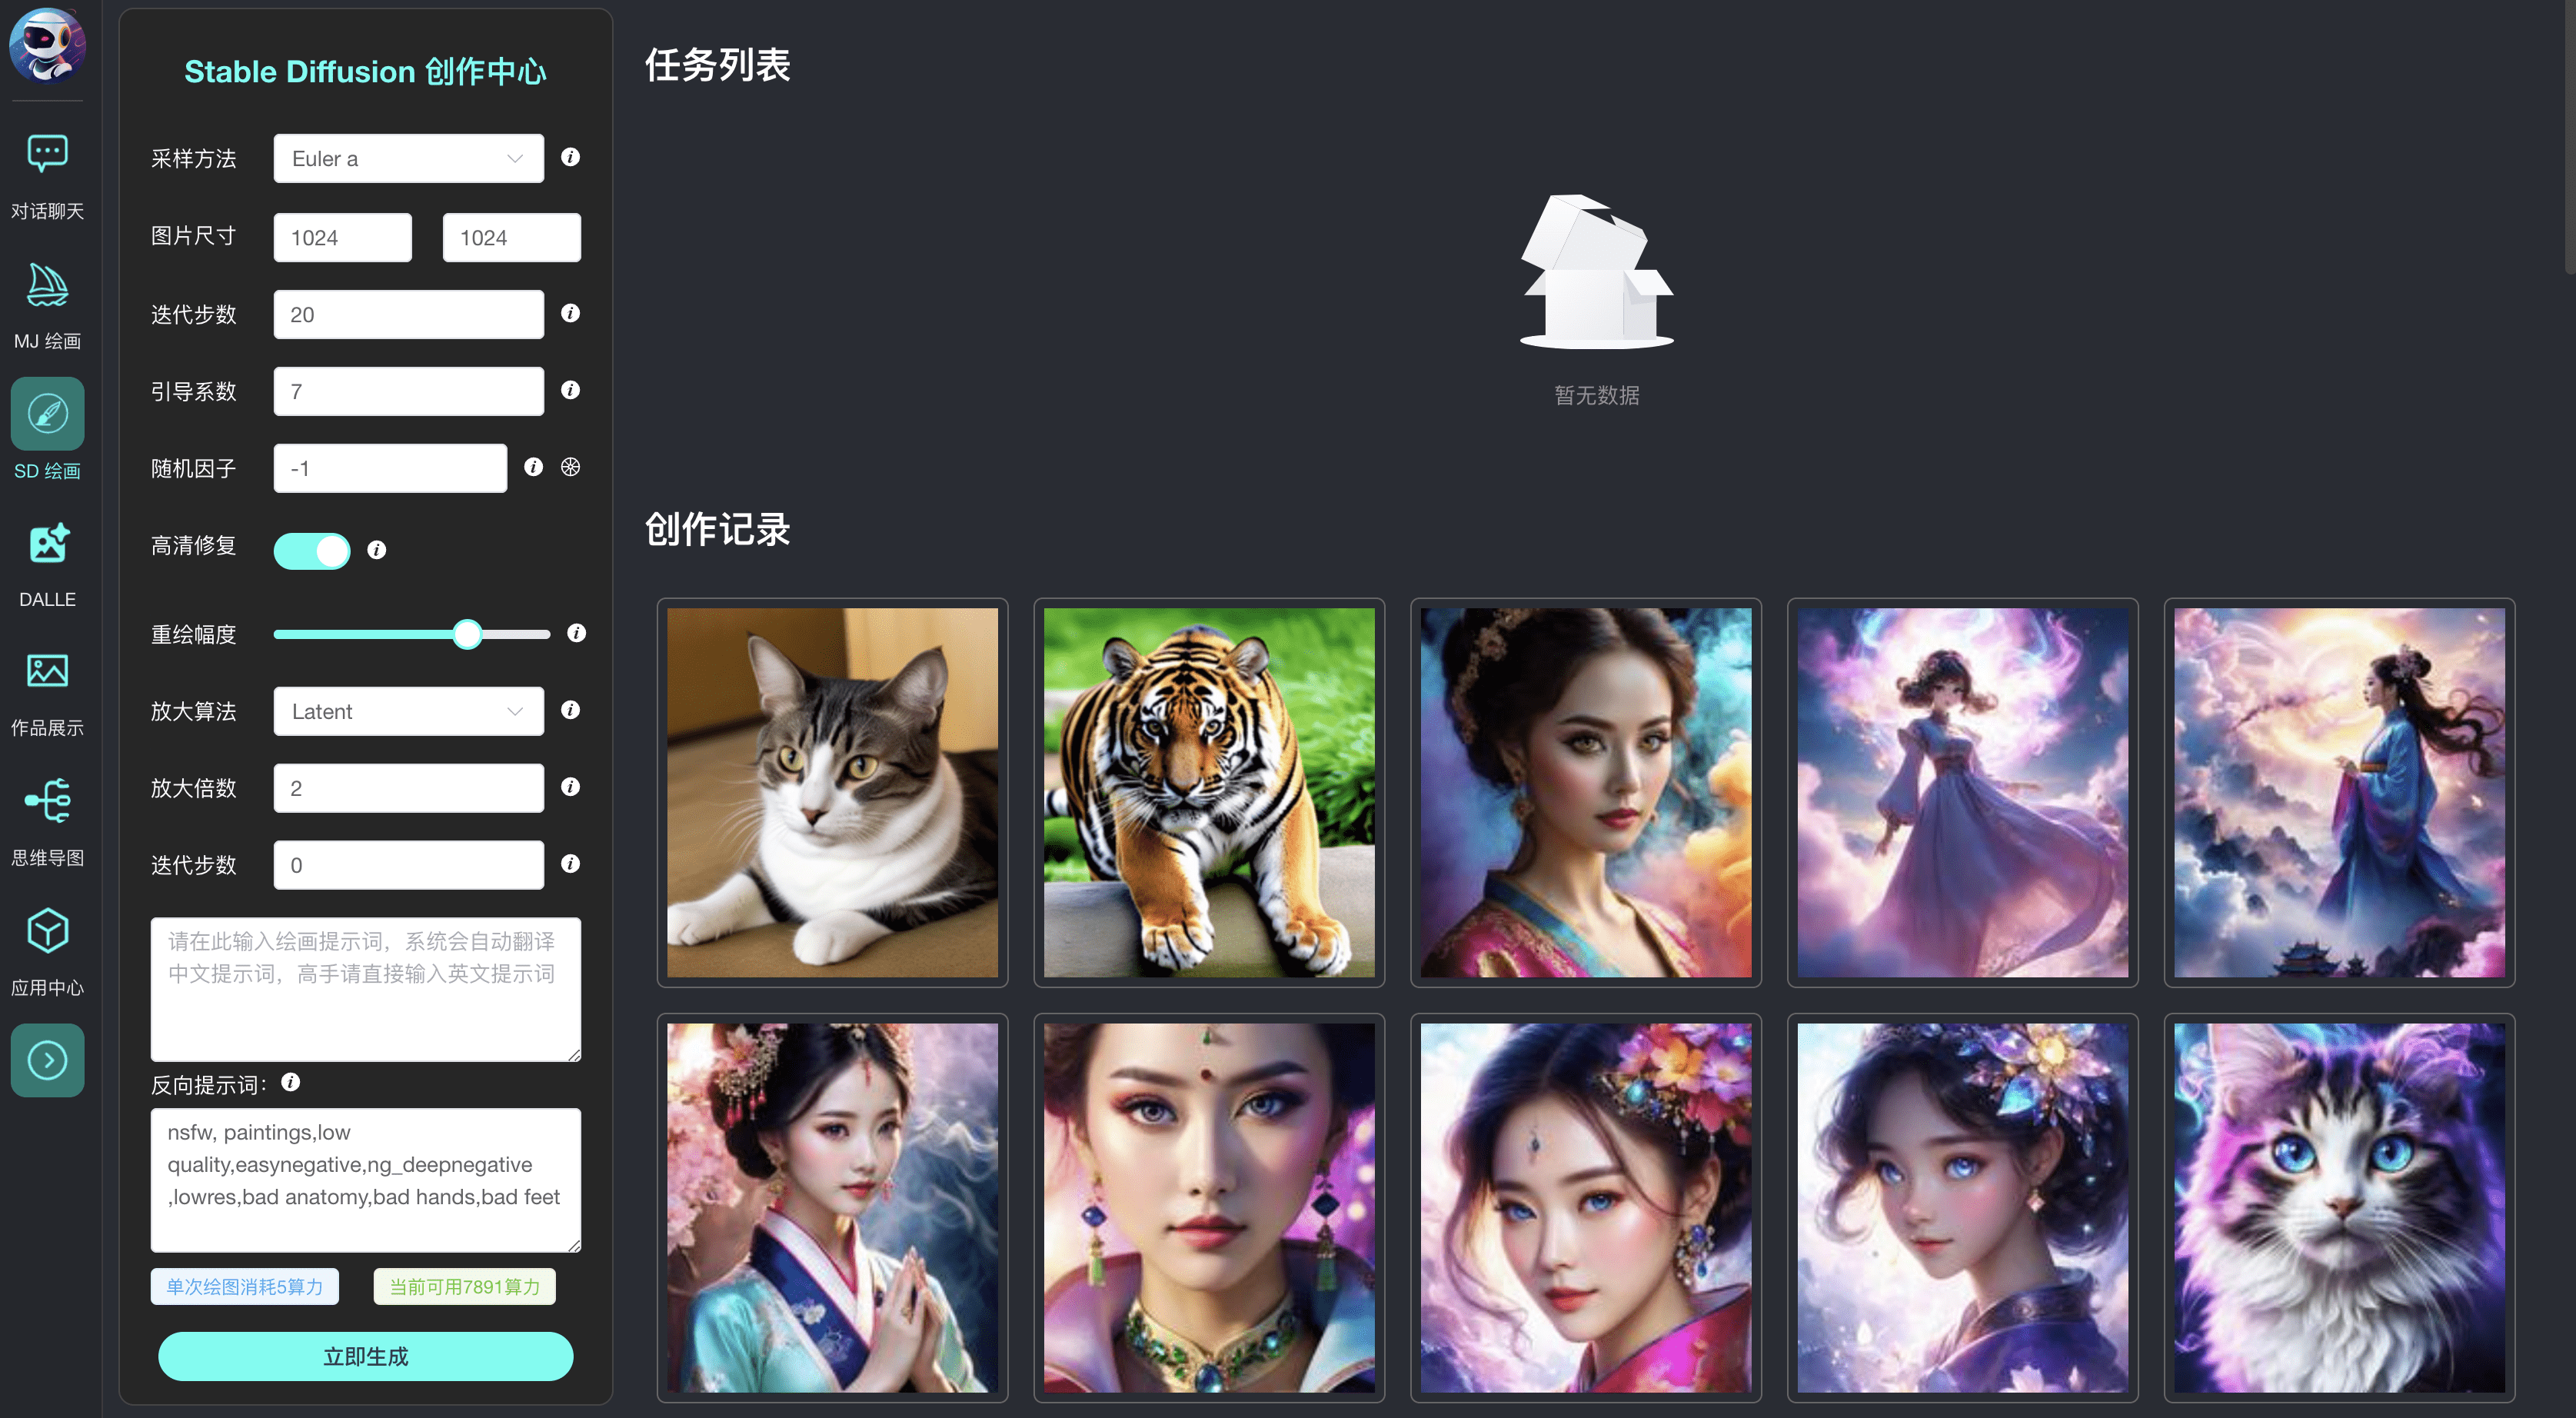 对话聊天
MJ 绘画
SD 绘画
DALLE
作品展示
思维导图
应用中心
Stable Diffusion 创作中心
采样方法 Euler a
图片尺寸 1024 1024
迭代步数 20
引导系数 7
随机因子 -1
高清修复
重绘幅度
放大算法 Latent
放大倍数 2
迭代步数 0
请在此输入绘画提示词，系统会自动翻译
中文提示词，高手请直接输入英文提示词
反向提示词：
nsfw, paintings,low
quality,easynegative,ng_deepnegative
,lowres,bad anatomy,bad hands,bad feet
单次绘图消耗5算力 当前可用7891算力
立即生成
任务列表
暂无数据
创作记录